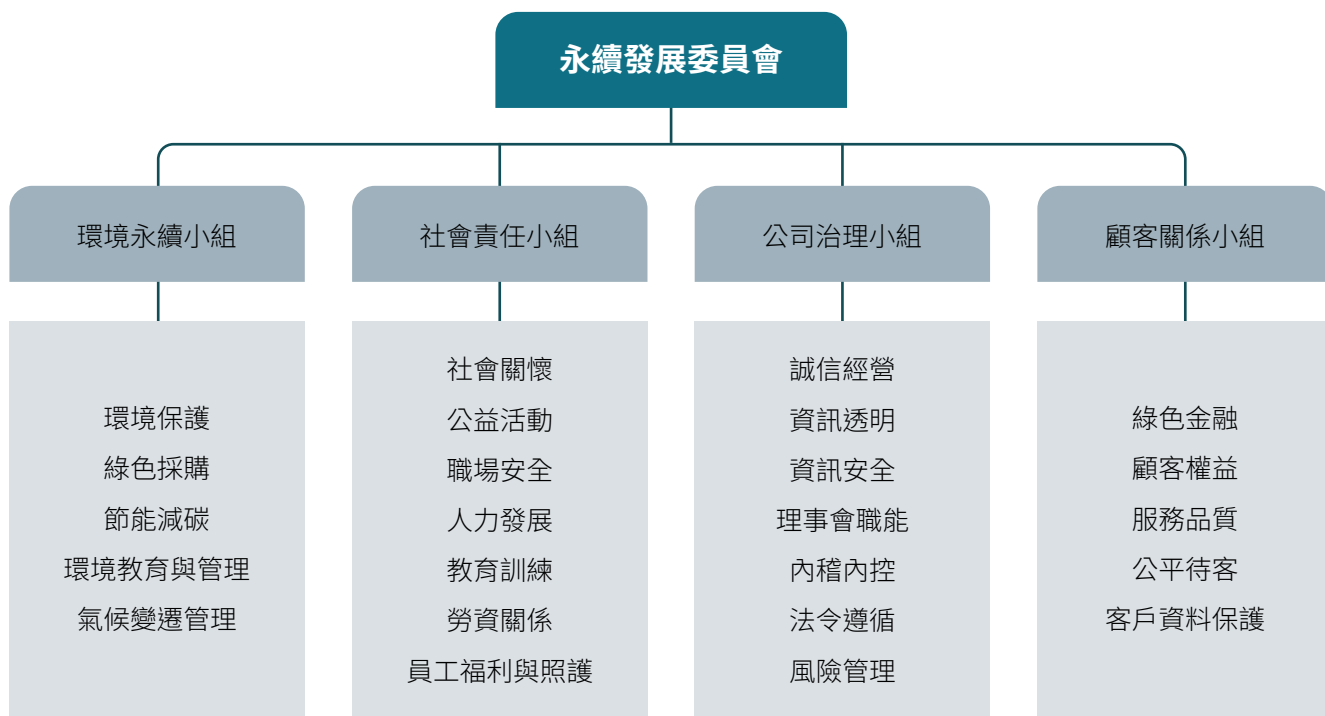 永續發展委員會
環境永續小組
社會責任小組
公司治理小組
顧客關係小組
環境保護
綠色採購
節能減碳
環境教育與管理
氣候變遷管理
社會關懷
公益活動
職場安全
人力發展
教育訓練
勞資關係
員工福利與照護
誠信經營
資訊透明
資訊安全
理事會職能
內稽內控
法令遵循
風險管理
綠色金融
顧客權益
服務品質
公平待客
客戶資料保護